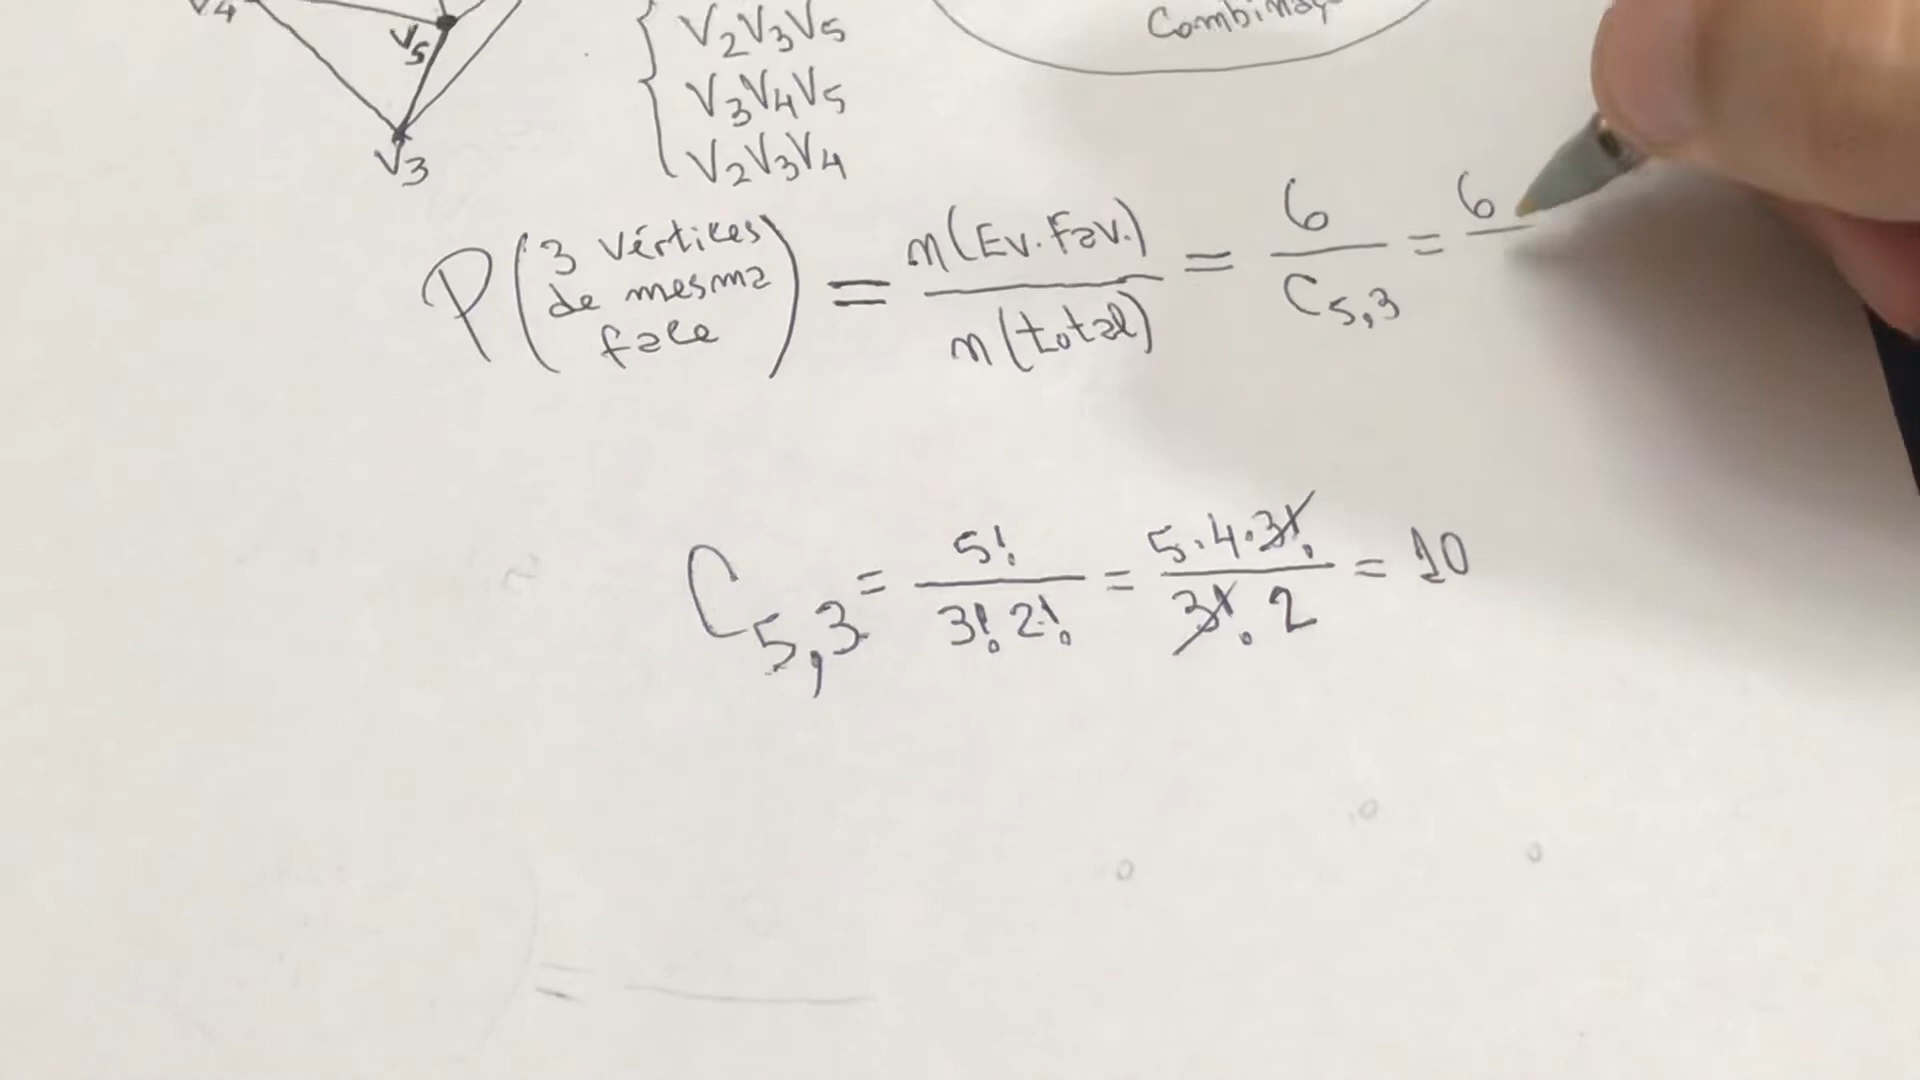 V4
V5
V3
V2V3V5
V3V4V5
V2V3V4
P(3 vértices de mesma face) = n(Ev. Fav.) / n(total) = 6 / C5,3 = 6
C5,3 = 5! / 3! 2! = 5·4·3! / 3!·2 = 10